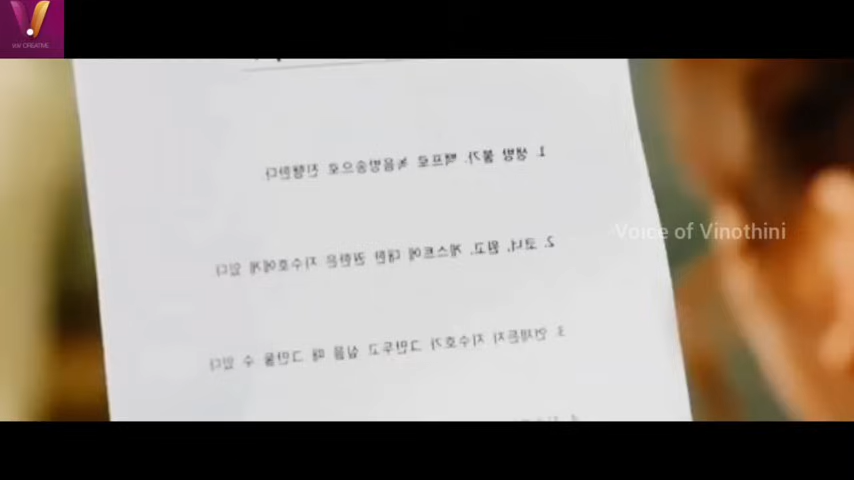 V.V CREATIVE
1. 생방 불가. 백프로 녹음방송으로 진행한다
Voice of Vinothini
2. 코너, 원고, 게스트에 대한 권한은 지수호에게 있다
3. 언제든지 지수호가 그만두고 싶을 때 그만둘 수 있다